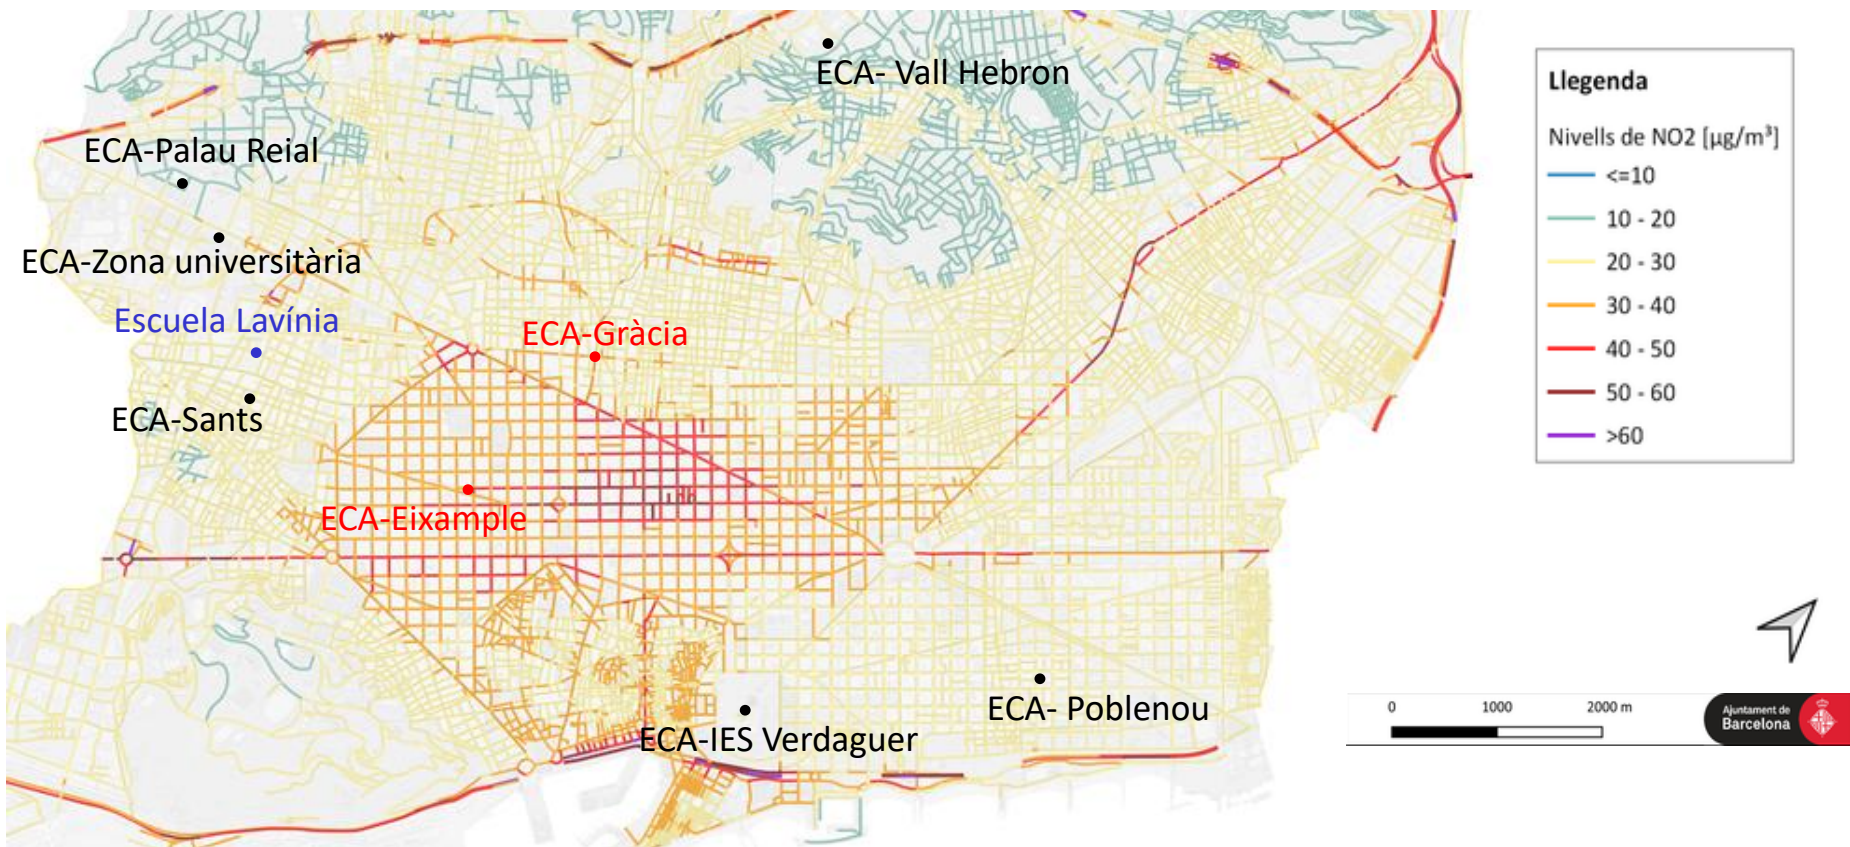 ECA- Vall Hebron
ECA-Palau Reial
ECA-Zona universitària
Escuela Lavínia
ECA-Gràcia
ECA-Sants
ECA-Eixample
ECA- Poblenou
ECA-IES Verdaguer
Llegenda
Nivells de NO2 [µg/m³]
<=10
10 - 20
20 - 30
30 - 40
40 - 50
50 - 60
>60
0 1000 2000 m
Ajuntament de
Barcelona